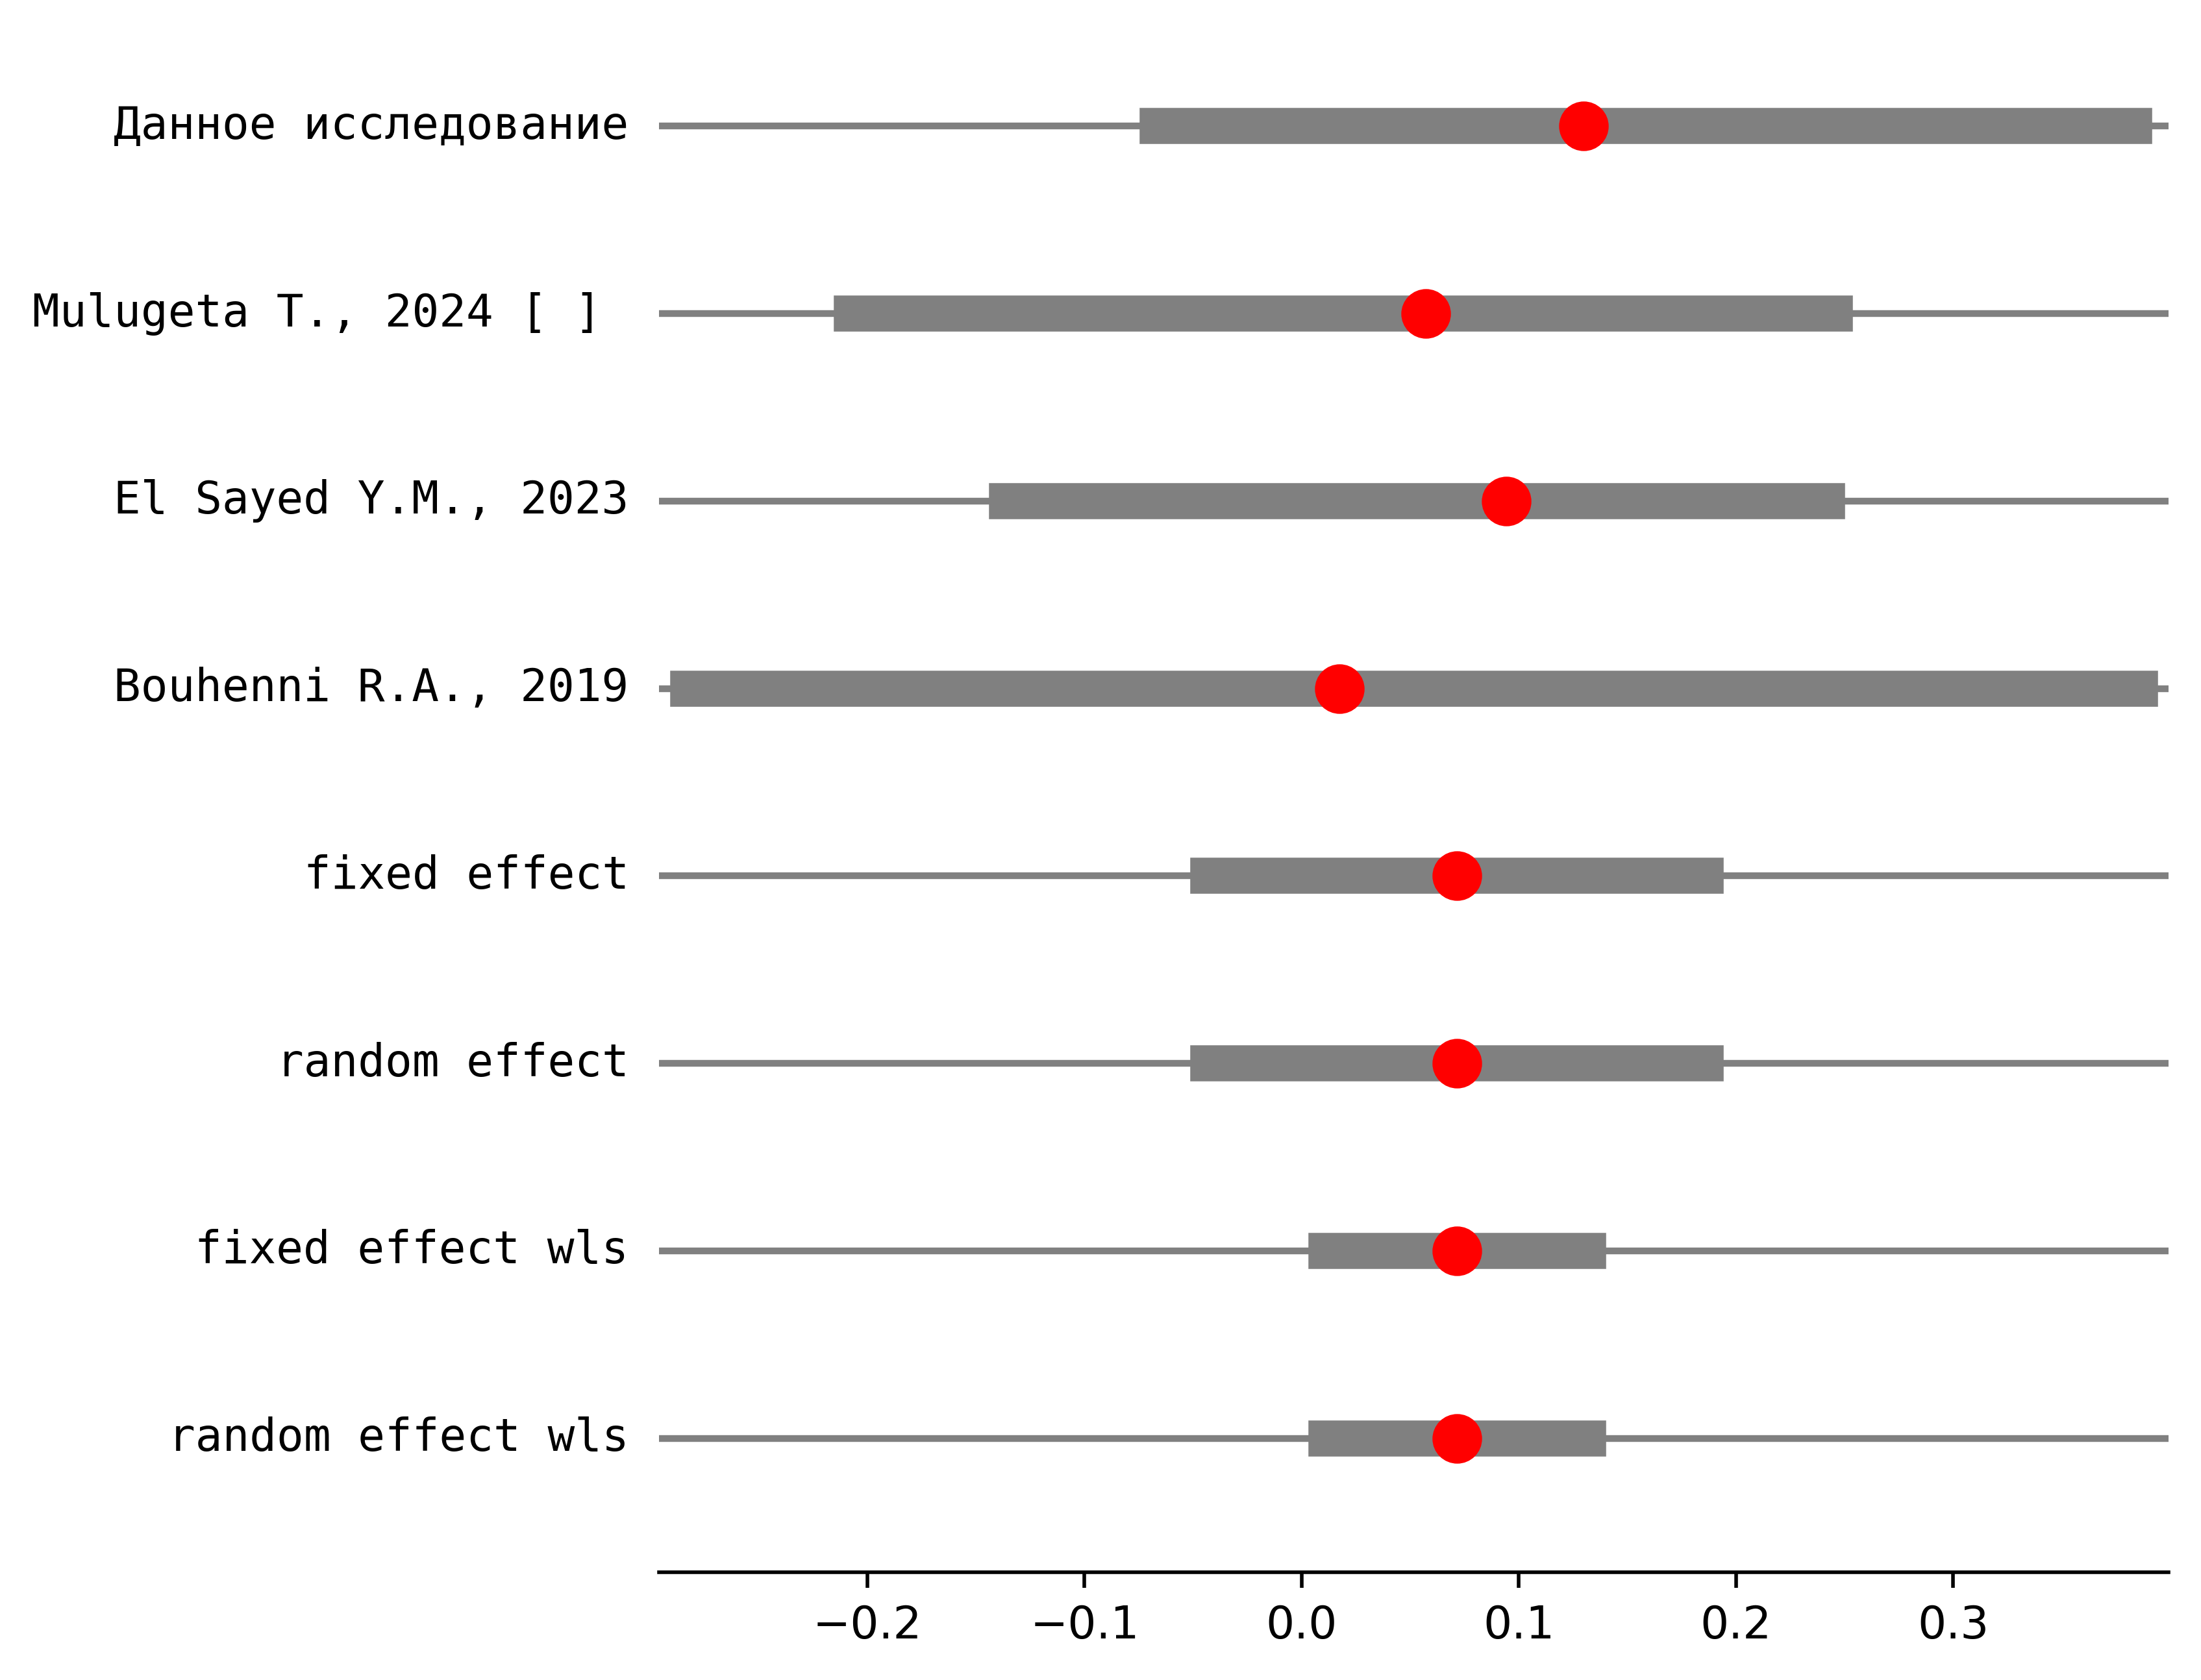 Данное исследование
Mulugeta T., 2024 [ ]
El Sayed Y.M., 2023
Bouhenni R.A., 2019
fixed effect
random effect
fixed effect wls
random effect wls
−0.2 −0.1 0.0 0.1 0.2 0.3